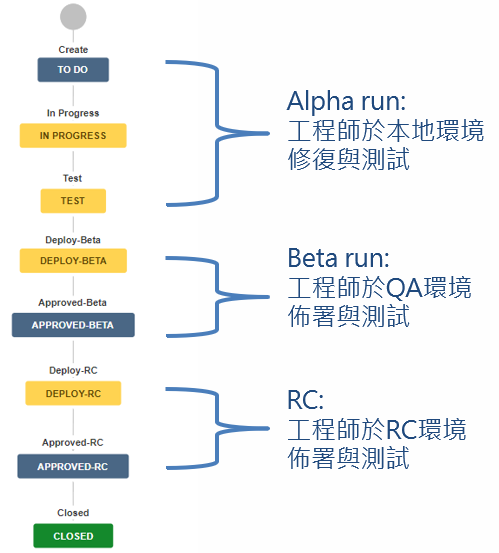 Create
TO DO
In Progress
IN PROGRESS
Test
TEST
Deploy-Beta
DEPLOY-BETA
Approved-Beta
APPROVED-BETA
Deploy-RC
DEPLOY-RC
Approved-RC
APPROVED-RC
Closed
CLOSED
Alpha run:
工程師於本地環境
修復與測試
Beta run:
工程師於QA環境
佈署與測試
RC:
工程師於RC環境
佈署與測試